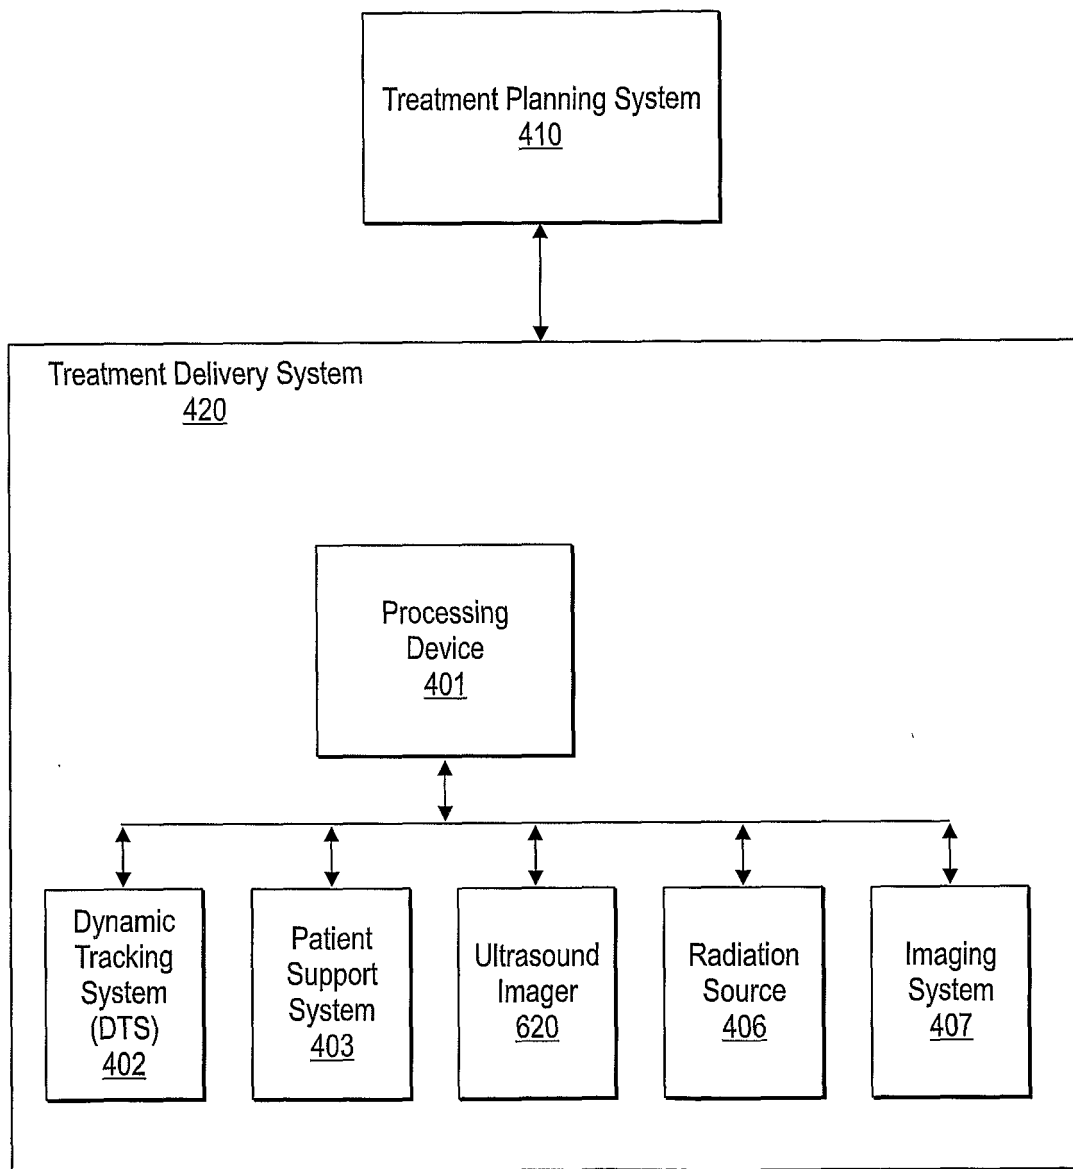 Treatment Planning System
410
Treatment Delivery System
420
Processing
Device
401
Dynamic
Tracking
System
(DTS)
402
Patient
Support
System
403
Ultrasound
Imager
620
Radiation
Source
406
Imaging
System
407